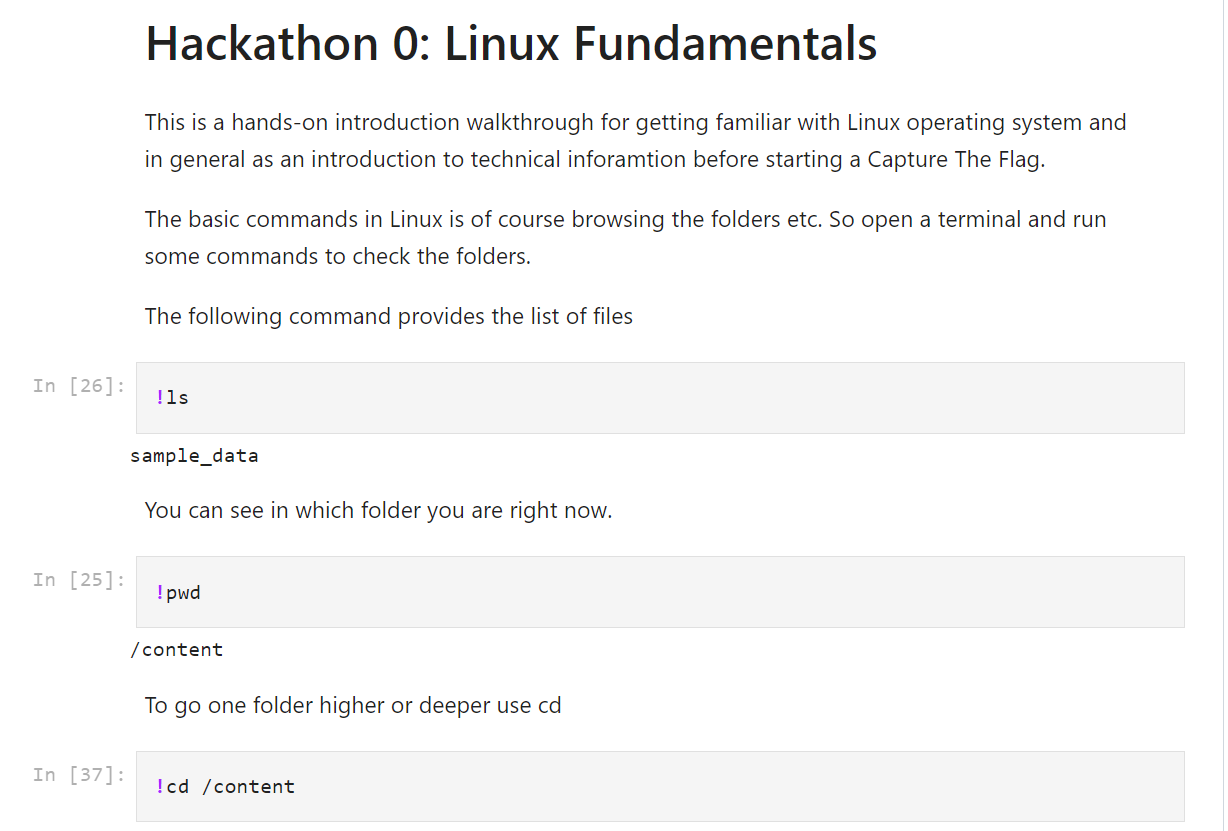 Hackathon 0: Linux Fundamentals
This is a hands-on introduction walkthrough for getting familiar with Linux operating system and
in general as an introduction to technical inforamtion before starting a Capture The Flag.
The basic commands in Linux is of course browsing the folders etc. So open a terminal and run
some commands to check the folders.
The following command provides the list of files
In [26]: !ls
sample_data
You can see in which folder you are right now.
In [25]: !pwd
/content
To go one folder higher or deeper use cd
In [37]: !cd /content